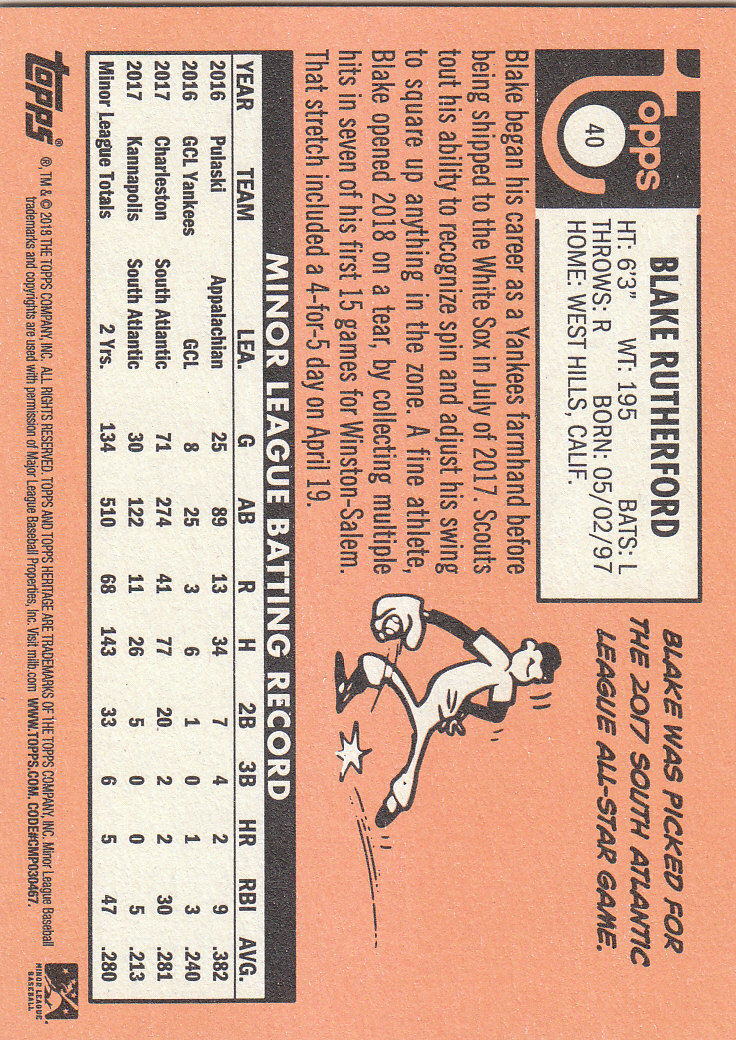 Topps
40
BLAKE RUTHERFORD
HT: 6'3" WT: 195 BATS: L
THROWS: R BORN: 05/02/97
HOME: WEST HILLS, CALIF.
BLAKE WAS PICKED FOR
THE 2017 SOUTH ATLANTIC
LEAGUE ALL-STAR GAME.
Blake began his career as a Yankees farmhand before
being shipped to the White Sox in July of 2017. Scouts
tout his ability to recognize spin and adjust his swing
to square up anything in the zone. A fine athlete,
Blake opened 2018 on a tear, by collecting multiple
hits in seven of his first 15 games for Winston-Salem.
That stretch included a 4-for-5 day on April 19.
MINOR LEAGUE BATTING RECORD
YEAR TEAM LEA. G AB R H 2B 3B HR RBI AVG.
2016 Pulaski Appalachian 25 89 13 34 7 4 2 9 .382
2016 GCL Yankees GCL 8 25 3 6 1 0 1 3 .240
2017 Charleston South Atlantic 71 274 41 77 20 2 2 30 .281
2017 Kannapolis South Atlantic 30 122 11 26 5 0 0 5 .213
Minor League Totals 2 Yrs. 134 510 68 143 33 6 5 47 .280
topps®
®, TM & © 2018 THE TOPPS COMPANY, INC. ALL RIGHTS RESERVED. TOPPS AND TOPPS HERITAGE ARE TRADEMARKS OF THE TOPPS COMPANY, INC. Minor League Baseball
trademarks and copyrights are used with permission of Major League Baseball Properties, Inc. Visit milb.com WWW.TOPPS.COM. CODE#CMP030467.
MINOR LEAGUE
BASEBALL